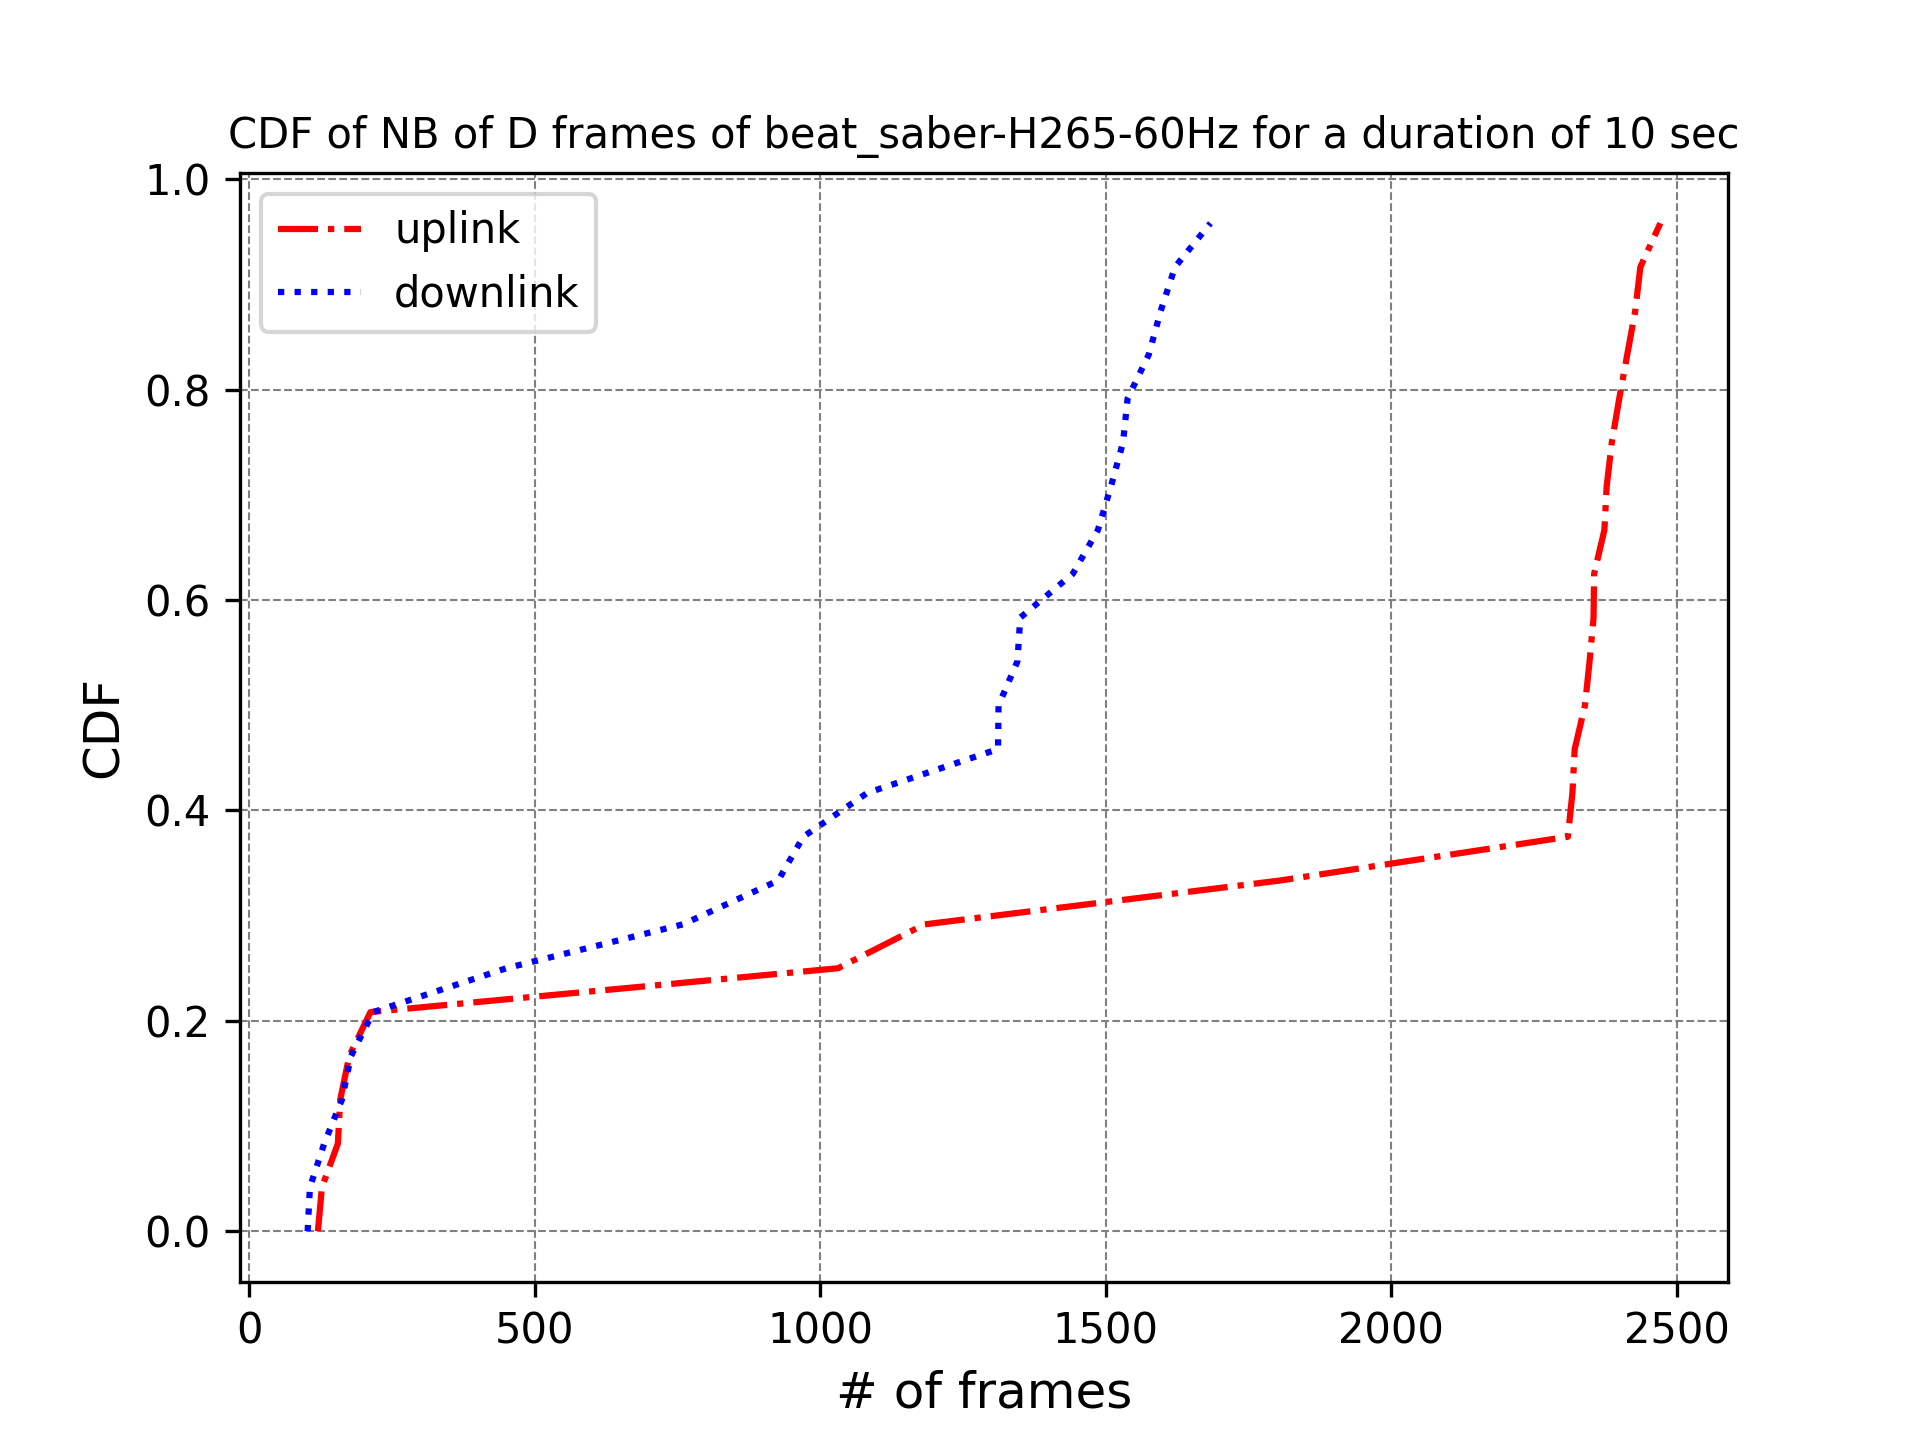 CDF of NB of D frames of beat_saber-H265-60Hz for a duration of 10 sec
1.0
uplink
downlink
0.8
0.6
CDF
0.4
0.2
0.0
0 500 1000 1500 2000 2500
# of frames